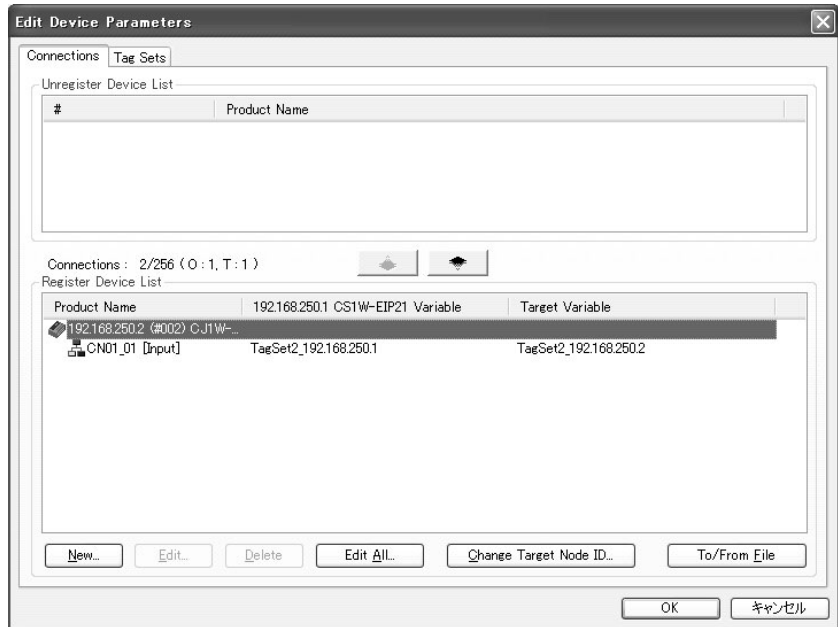 Edit Device Parameters
Connections Tag Sets
Unregister Device List
# Product Name
Connections : 2/256 ( O : 1, T : 1 )
Register Device List
Product Name 192.168.250.1 CS1W-EIP21 Variable Target Variable
192.168.250.2 (#002) CJ1W-...
CN01_01 [Input] TagSet2_192.168.250.1 TagSet2_192.168.250.2
New... Edit... Delete Edit All... Change Target Node ID... To/From File
OK キャンセル